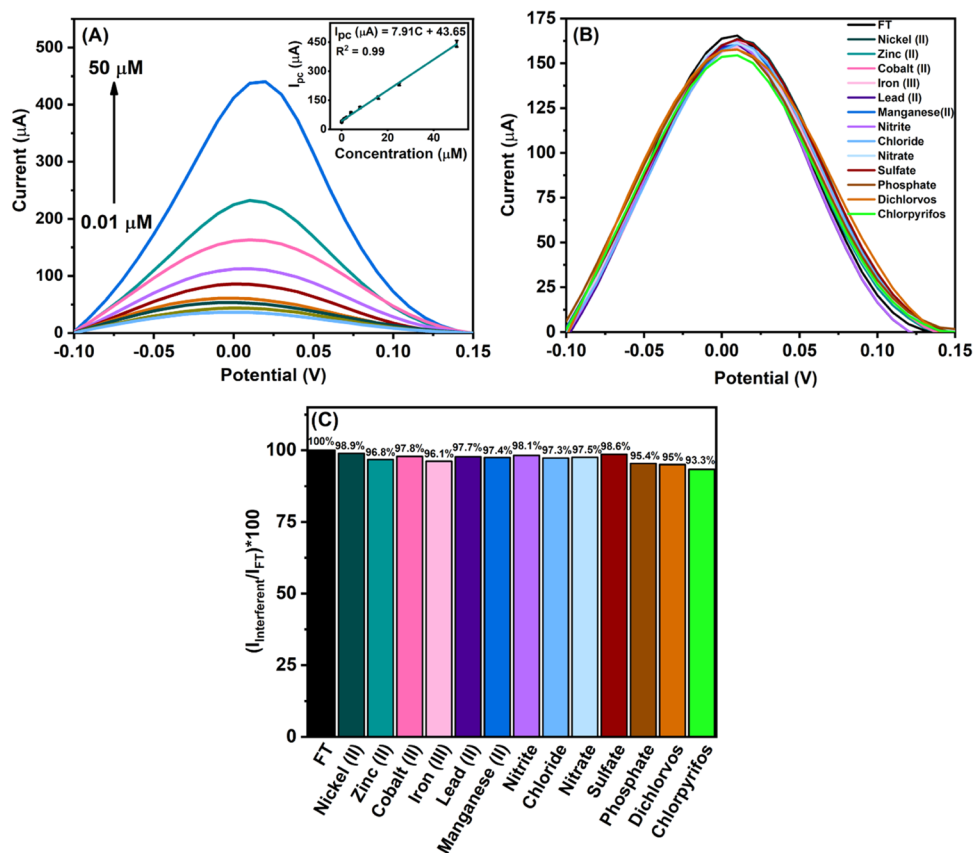 (A)
50 μM
0.01 μM
Current (μA)
500
400
300
200
100
0
-0.10
-0.05
0.00
0.05
0.10
0.15
Potential (V)
Ipc (μA) = 7.91C + 43.65
R² = 0.99
Ipc (μA)
450
300
150
0
0
20
40
Concentration (μM)
(B)
Current (μA)
175
150
125
100
75
50
25
0
-0.10
-0.05
0.00
0.05
0.10
0.15
Potential (V)
FT
Nickel (II)
Zinc (II)
Cobalt (II)
Iron (III)
Lead (II)
Manganese(II)
Nitrite
Chloride
Nitrate
Sulfate
Phosphate
Dichlorvos
Chlorpyrifos
(C)
(IInterferent/IFT)*100
100
75
50
25
0
100%
98.9%
96.8%
97.8%
96.1%
97.7%
97.4%
98.1%
97.3%
97.5%
98.6%
95.4%
95%
93.3%
FT
Nickel (II)
Zinc (II)
Cobalt (II)
Iron (III)
Lead (II)
Manganese (II)
Nitrite
Chloride
Nitrate
Sulfate
Phosphate
Dichlorvos
Chlorpyrifos